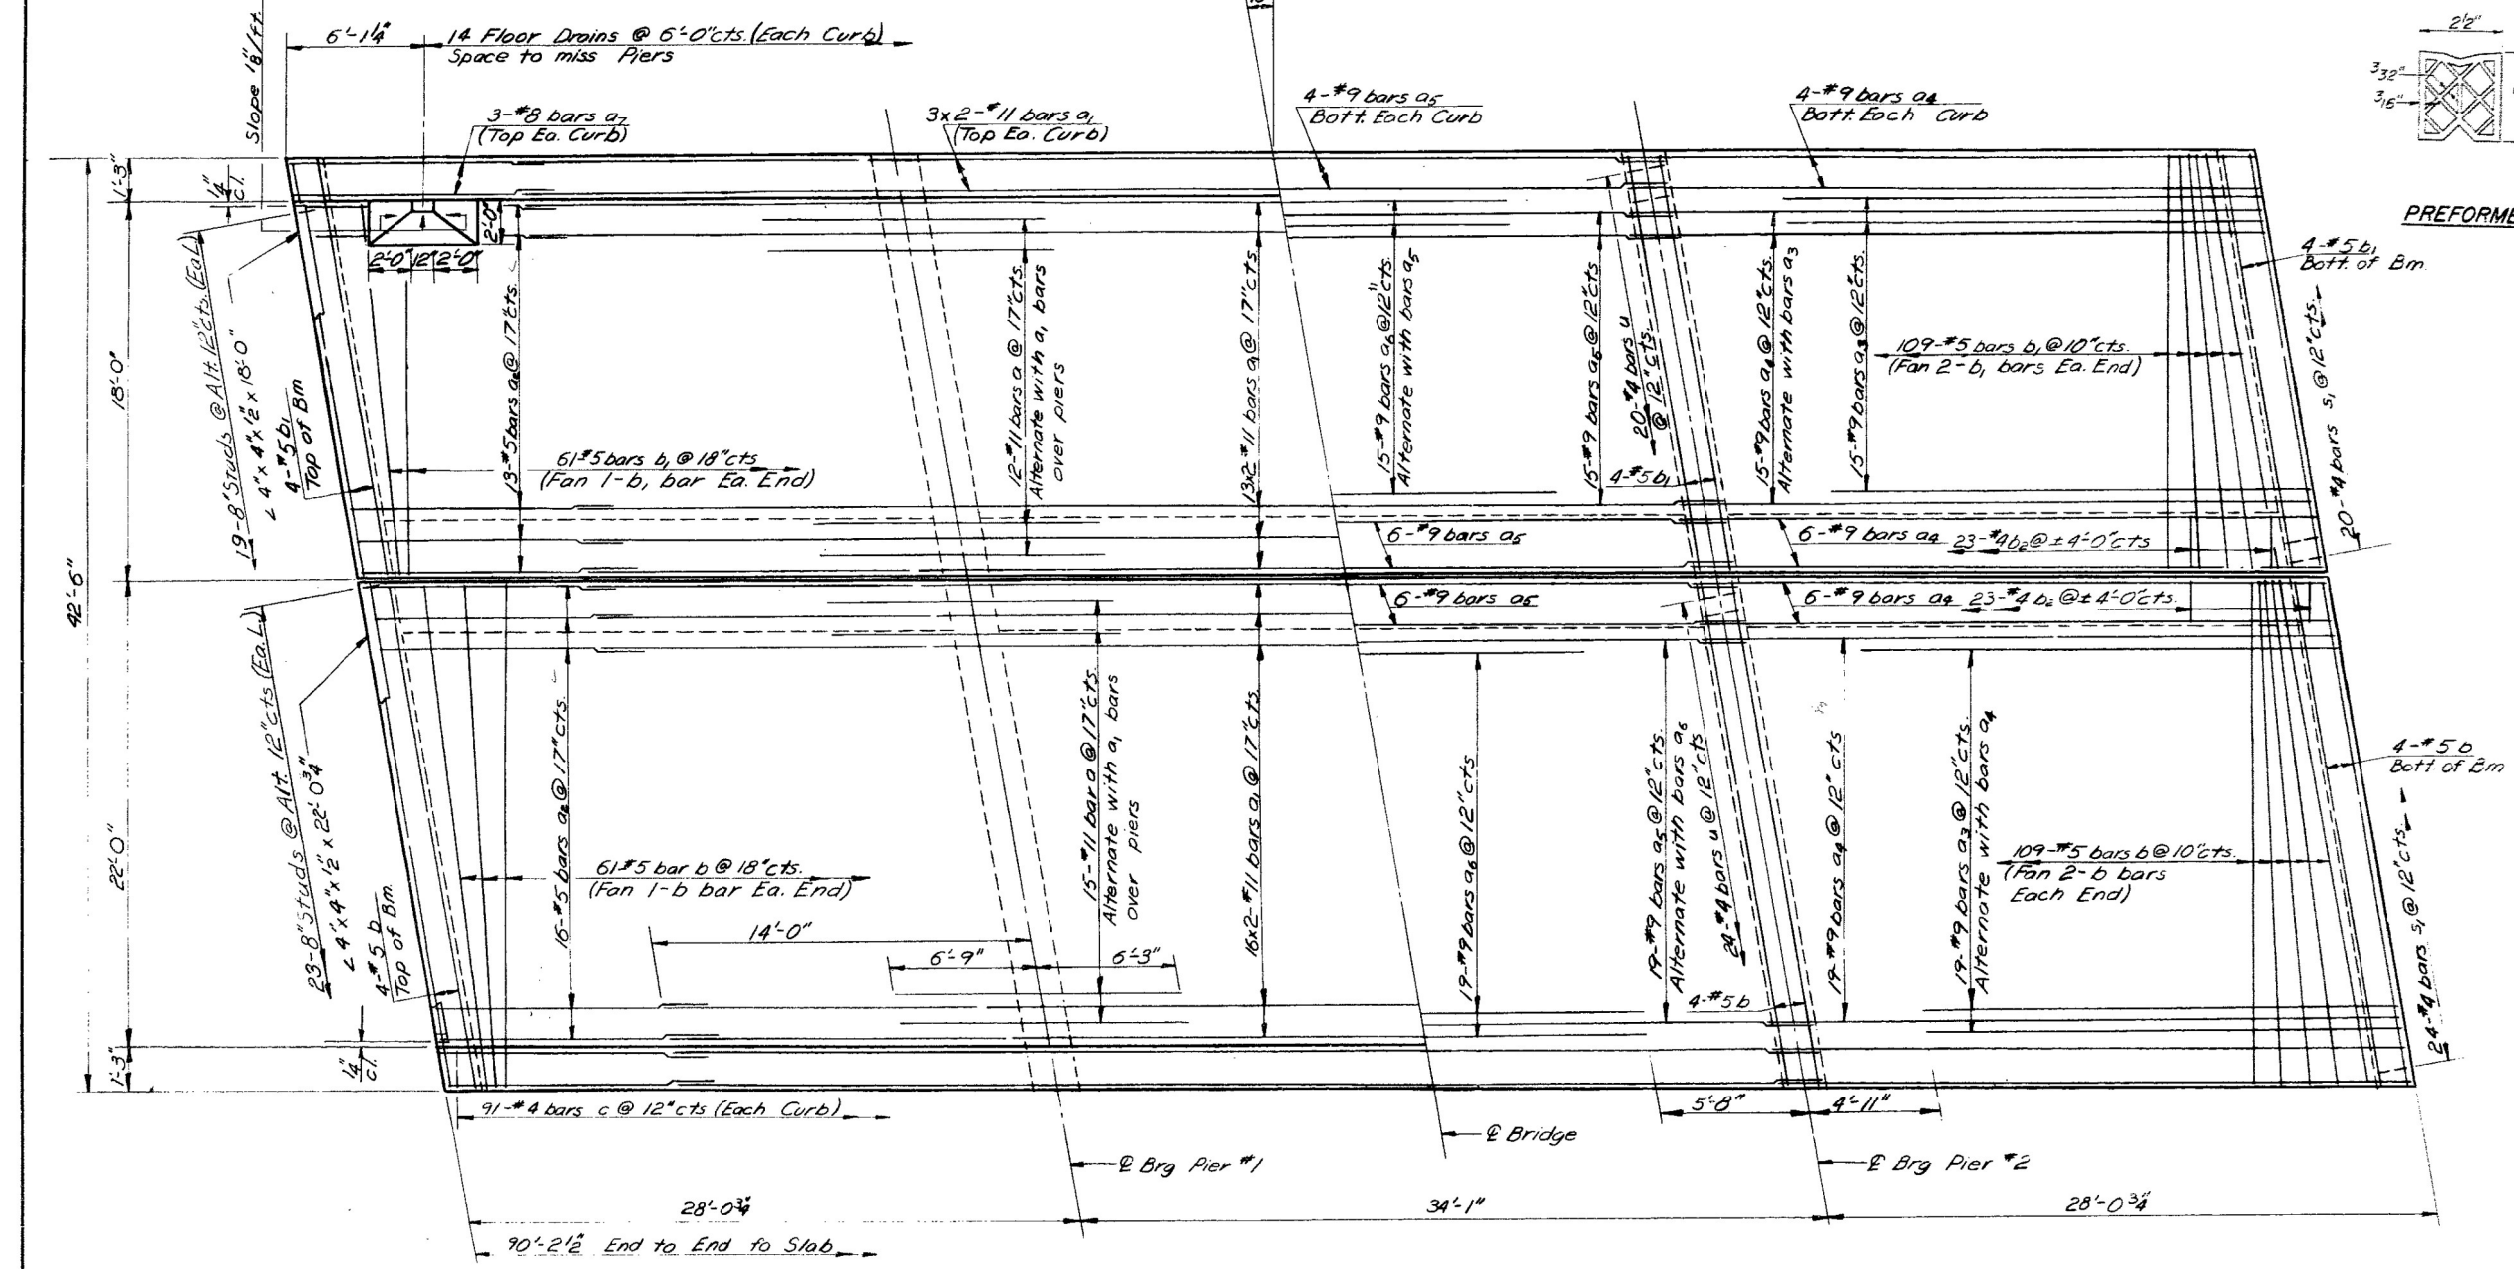 6'-1¼"
14 Floor Drains @ 6'-0"cts.(Each Curb)
Space to miss Piers
Slope 1/8"/ft.
3-#8 bars a7
(Top Ea. Curb)
3x2-#11 bars a1
(Top Ea. Curb)
4-#9 bars a5
Bott. Each Curb
4-#9 bars a4
Bott. Each Curb
2½"
3/32"
3/16"
PREFORME
1'-3"
¼"
cl.
18'-0"
42'-6"
22'-0"
1'-3"
¼"
cl.
2'-0"
2'-0"
12"
2'-0"
19-8"Studs @ Alt. 12"cts.(Ea.L)
∠ 4"x 4"x ½"x 18'-0"
4-#5 b1
Top of Bm
61-#5 bars b1 @ 18"cts
(Fan 1-b1 bar Ea. End)
13-#5 bars a2 @ 17"cts.
12-#11 bars a @ 17"cts.
Alternate with a1 bars
over piers
13x2-#11 bars a1 @ 17"cts.
15-#9 bars a6 @ 12"cts.
Alternate with bars a5
15-#9 bars a5 @ 12"cts.
20-#4 bars u
@ 12"cts.
4-#5 b1
15-#9 bars a4 @ 12"cts.
Alternate with bars a3
15-#9 bars a3 @ 12"cts.
109-#5 bars b1 @ 10"cts.
(Fan 2-b1 bars Ea. End)
4-#5 b1
Bott. of Bm.
20-#4 bars s1 @ 12"cts.
6-#9 bars a5
6-#9 bars a4
23-#4 b2 @ ± 4'-0"cts
6-#9 bars a5
6-#9 bars a4
23-#4 b2 @ ± 4'-0"cts.
23-8"Studs @ Alt. 12"cts (Ea.L)
∠ 4"x 4"x ½"x 22'-0¾"
4-#5 b
Top of Bm.
61-#5 bar b @ 18"cts.
(Fan 1-b bar Ea. End)
16-#5 bars a2 @ 17"cts.
15-#11 bar a @ 17"cts.
Alternate with a1 bars
over piers
16x2-#11 bars a1 @ 17"cts.
14'-0"
6'-9"
6'-3"
19-#9 bars a6 @ 12"cts
19-#9 bars a5 @ 12"cts.
Alternate with bars a6
24-#4 bars u @ 12"cts
4-#5 b
19-#9 bars a4 @ 12"cts
19-#9 bars a3 @ 12"cts.
Alternate with bars a4
109-#5 bars b @ 10"cts.
(Fan 2-b bars
Each End)
4-#5 b
Bott of Bm
24-#4 bars s1 @ 12"cts.
91-#4 bars c @ 12"cts (Each Curb)
5'-8"
4'-11"
℄ Bridge
℄ Brg Pier #1
℄ Brg Pier #2
28'-0¾"
34'-1"
28'-0¾"
90'-2½" End to End fo Slab